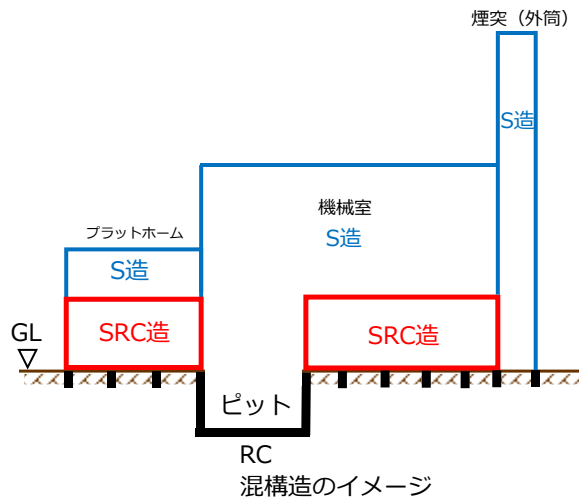 煙突（外筒）
S造
機械室
S造
プラットホーム
S造
SRC造
SRC造
GL
ピット
RC
混構造のイメージ